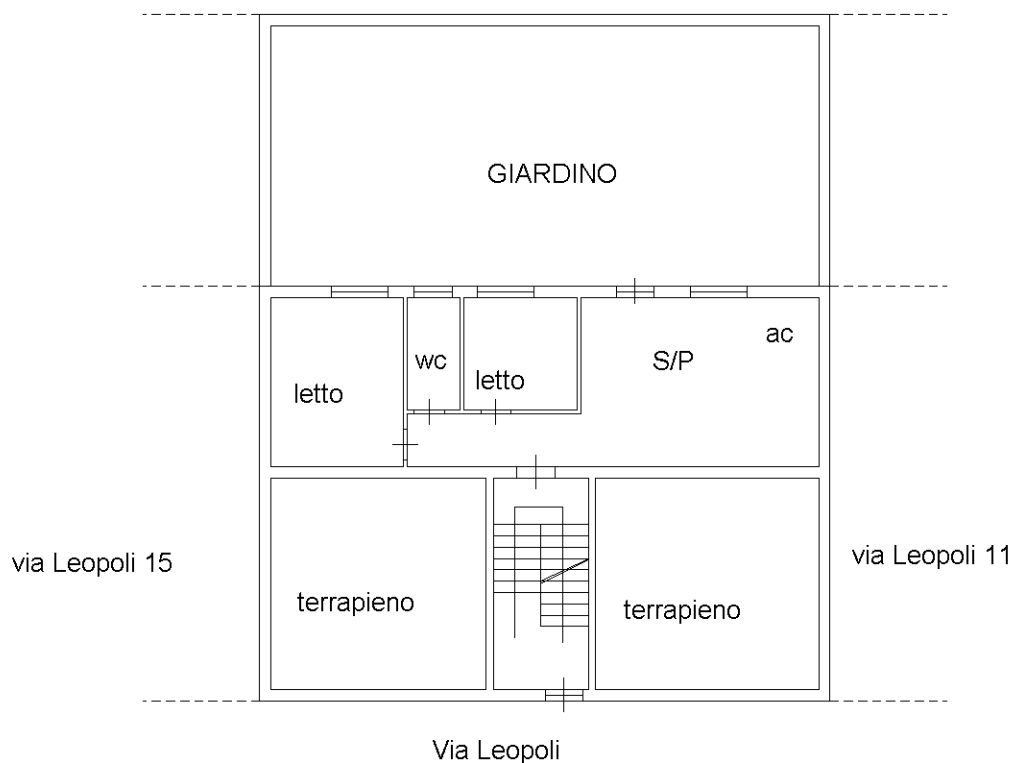 GIARDINO
ac
wc
S/P
letto
letto
via Leopoli 15
via Leopoli 11
terrapieno
terrapieno
Via Leopoli